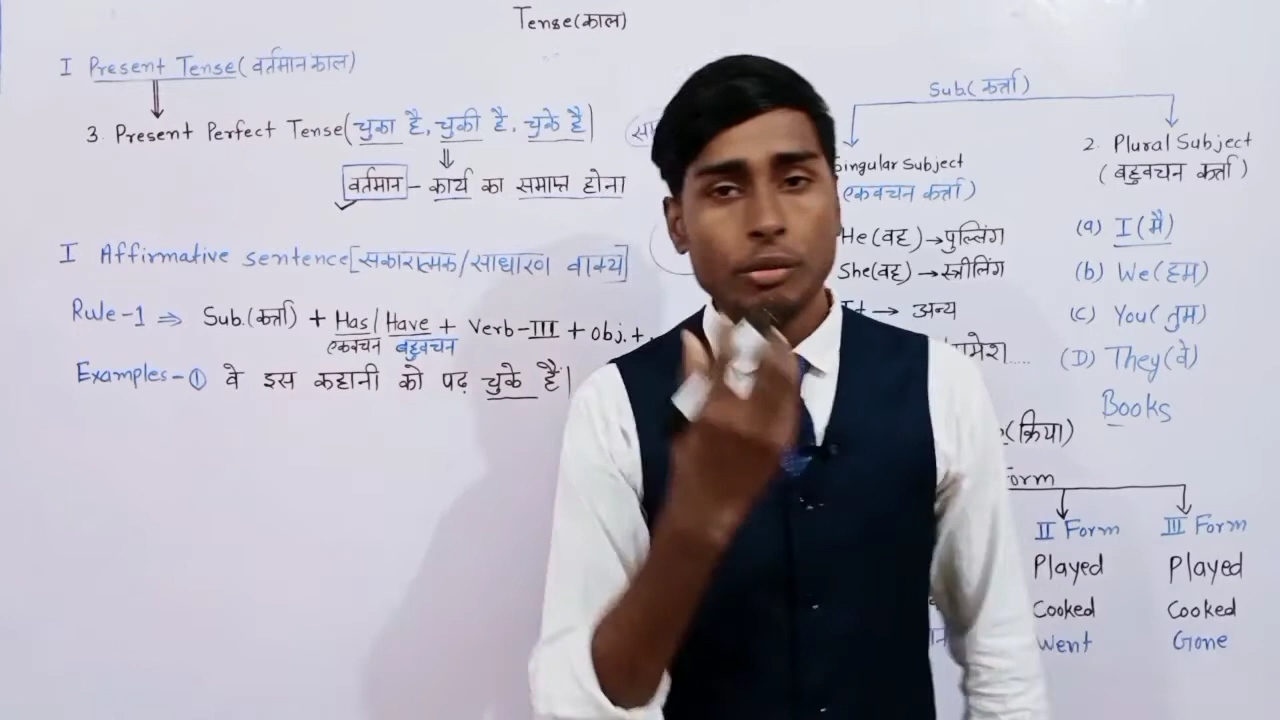 Tense(काल)
I Present Tense(वर्तमान काल)
3. Present Perfect Tense(चुका है, चुकी है, चुके है)
वर्तमान - कार्य का समाप्त होना
I Affirmative sentence[सकारात्मक/साधारण वाक्य]
Rule-1 ⇒ Sub.(कर्त्ता) + Has/Have + Verb-III + obj.+
एकवचन बहुवचन
Examples-① वे इस कहानी को पढ़ चुके हैं|
Sub.(कर्त्ता)
Singular Subject
एकवचन कर्त्ता)
He(वह)→पुल्लिंग
She(वह)→स्त्रीलिंग
→ अन्य
2. Plural Subject
(बहुवचन कर्त्ता)
(a) I(मै)
(b) We(हम)
(c) You(तुम)
(D) They(वे)
Books
(क्रिया)
Form
II Form III Form
Played Played
Cooked Cooked
Went Gone